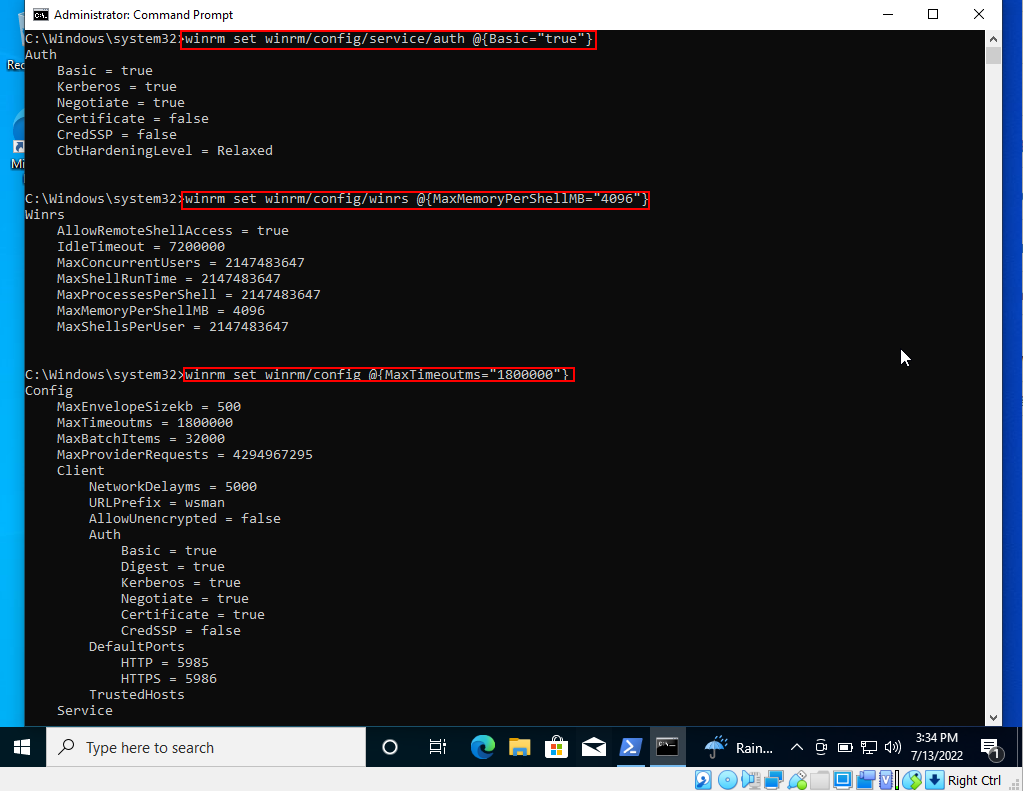 Administrator: Command Prompt
C:\Windows\system32>winrm set winrm/config/service/auth @{Basic="true"}
Auth
Basic = true
Kerberos = true
Negotiate = true
Certificate = false
CredSSP = false
CbtHardeningLevel = Relaxed
C:\Windows\system32>winrm set winrm/config/winrs @{MaxMemoryPerShellMB="4096"}
Winrs
AllowRemoteShellAccess = true
IdleTimeout = 7200000
MaxConcurrentUsers = 2147483647
MaxShellRunTime = 2147483647
MaxProcessesPerShell = 2147483647
MaxMemoryPerShellMB = 4096
MaxShellsPerUser = 2147483647
C:\Windows\system32>winrm set winrm/config @{MaxTimeoutms="1800000"}
Config
MaxEnvelopeSizekb = 500
MaxTimeoutms = 1800000
MaxBatchItems = 32000
MaxProviderRequests = 4294967295
Client
NetworkDelayms = 5000
URLPrefix = wsman
AllowUnencrypted = false
Auth
Basic = true
Digest = true
Kerberos = true
Negotiate = true
Certificate = true
CredSSP = false
DefaultPorts
HTTP = 5985
HTTPS = 5986
TrustedHosts
Service
Rec
Mi
Type here to search
Rain...
3:34 PM
7/13/2022
1
Right Ctrl